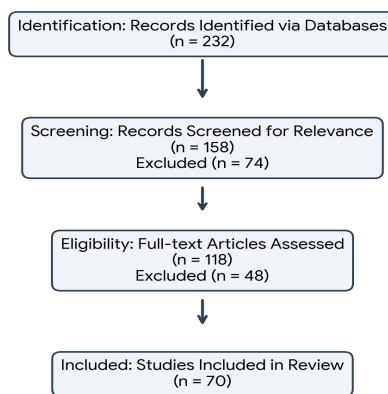 Identification: Records Identified via Databases
(n = 232)
Screening: Records Screened for Relevance
(n = 158)
Excluded (n = 74)
Eligibility: Full-text Articles Assessed
(n = 118)
Excluded (n = 48)
Included: Studies Included in Review
(n = 70)